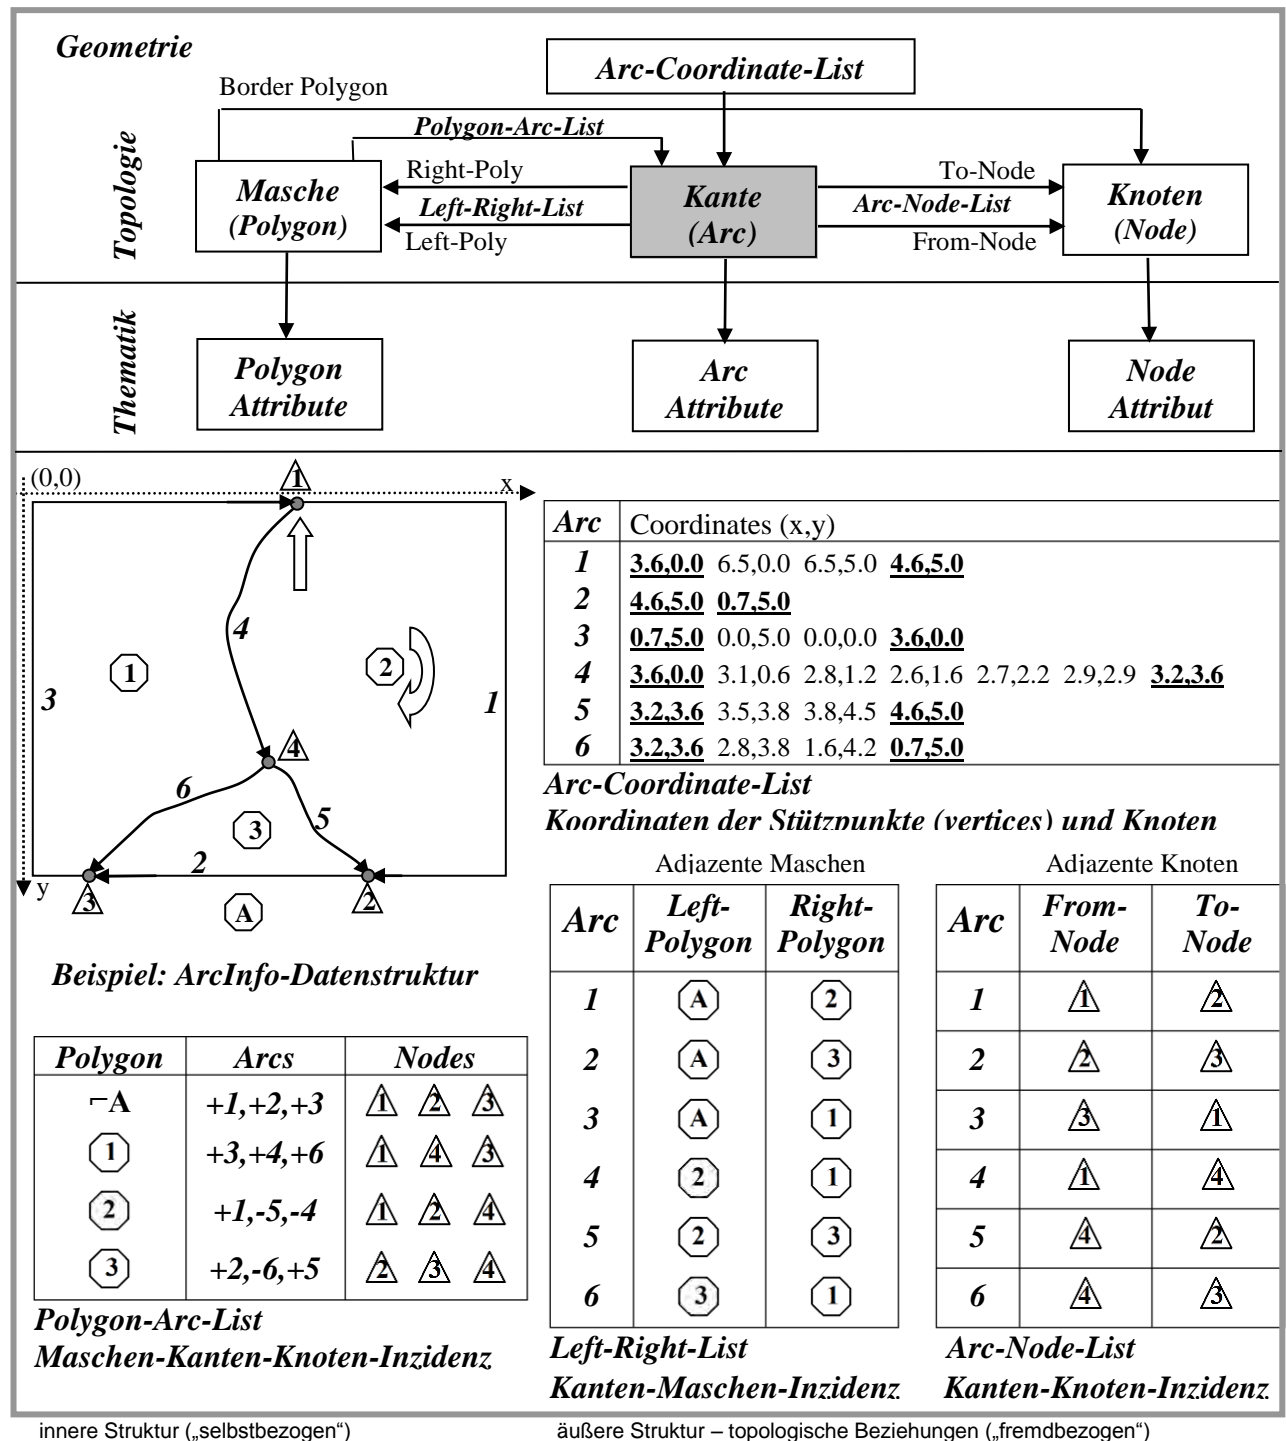 Geometrie
Arc-Coordinate-List
Border Polygon
Polygon-Arc-List
Topologie
Masche
(Polygon)
Right-Poly
Left-Right-List
Left-Poly
Kante
(Arc)
To-Node
Arc-Node-List
From-Node
Knoten
(Node)
Thematik
Polygon
Attribute
Arc
Attribute
Node
Attribut
(0,0)
x
y
1
4
1
2
3
1
4
6
5
3
2
3
A
2
Beispiel: ArcInfo-Datenstruktur
Arc Coordinates (x,y)
1 3.6,0.0 6.5,0.0 6.5,5.0 4.6,5.0
2 4.6,5.0 0.7,5.0
3 0.7,5.0 0.0,5.0 0.0,0.0 3.6,0.0
4 3.6,0.0 3.1,0.6 2.8,1.2 2.6,1.6 2.7,2.2 2.9,2.9 3.2,3.6
5 3.2,3.6 3.5,3.8 3.8,4.5 4.6,5.0
6 3.2,3.6 2.8,3.8 1.6,4.2 0.7,5.0
Arc-Coordinate-List
Koordinaten der Stützpunkte (vertices) und Knoten
Polygon Arcs Nodes
¬A +1,+2,+3 1 2 3
1 +3,+4,+6 1 4 3
2 +1,-5,-4 1 2 4
3 +2,-6,+5 2 3 4
Polygon-Arc-List
Maschen-Kanten-Knoten-Inzidenz
Adjazente Maschen
Arc Left-Polygon Right-Polygon
1 A 2
2 A 3
3 A 1
4 2 1
5 2 3
6 3 1
Left-Right-List
Kanten-Maschen-Inzidenz
Adjazente Knoten
Arc From-Node To-Node
1 1 2
2 2 3
3 3 1
4 1 4
5 4 2
6 4 3
Arc-Node-List
Kanten-Knoten-Inzidenz
innere Struktur („selbstbezogen“)
äußere Struktur – topologische Beziehungen („fremdbezogen“)